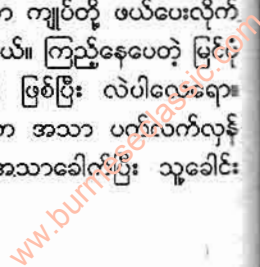 ကျုပ်တို့ ဖယ်ပေးလိုက်
ယ်။ ကြည့်နေပေတဲ့ မြင်ပုံ
ဖြစ်ပြီး လဲပါလေရော။
အသာ ပက်လက်လှန်
အသာခေါက်ပြီး သူ့ခေါင်း
www.burmeseclassic.com